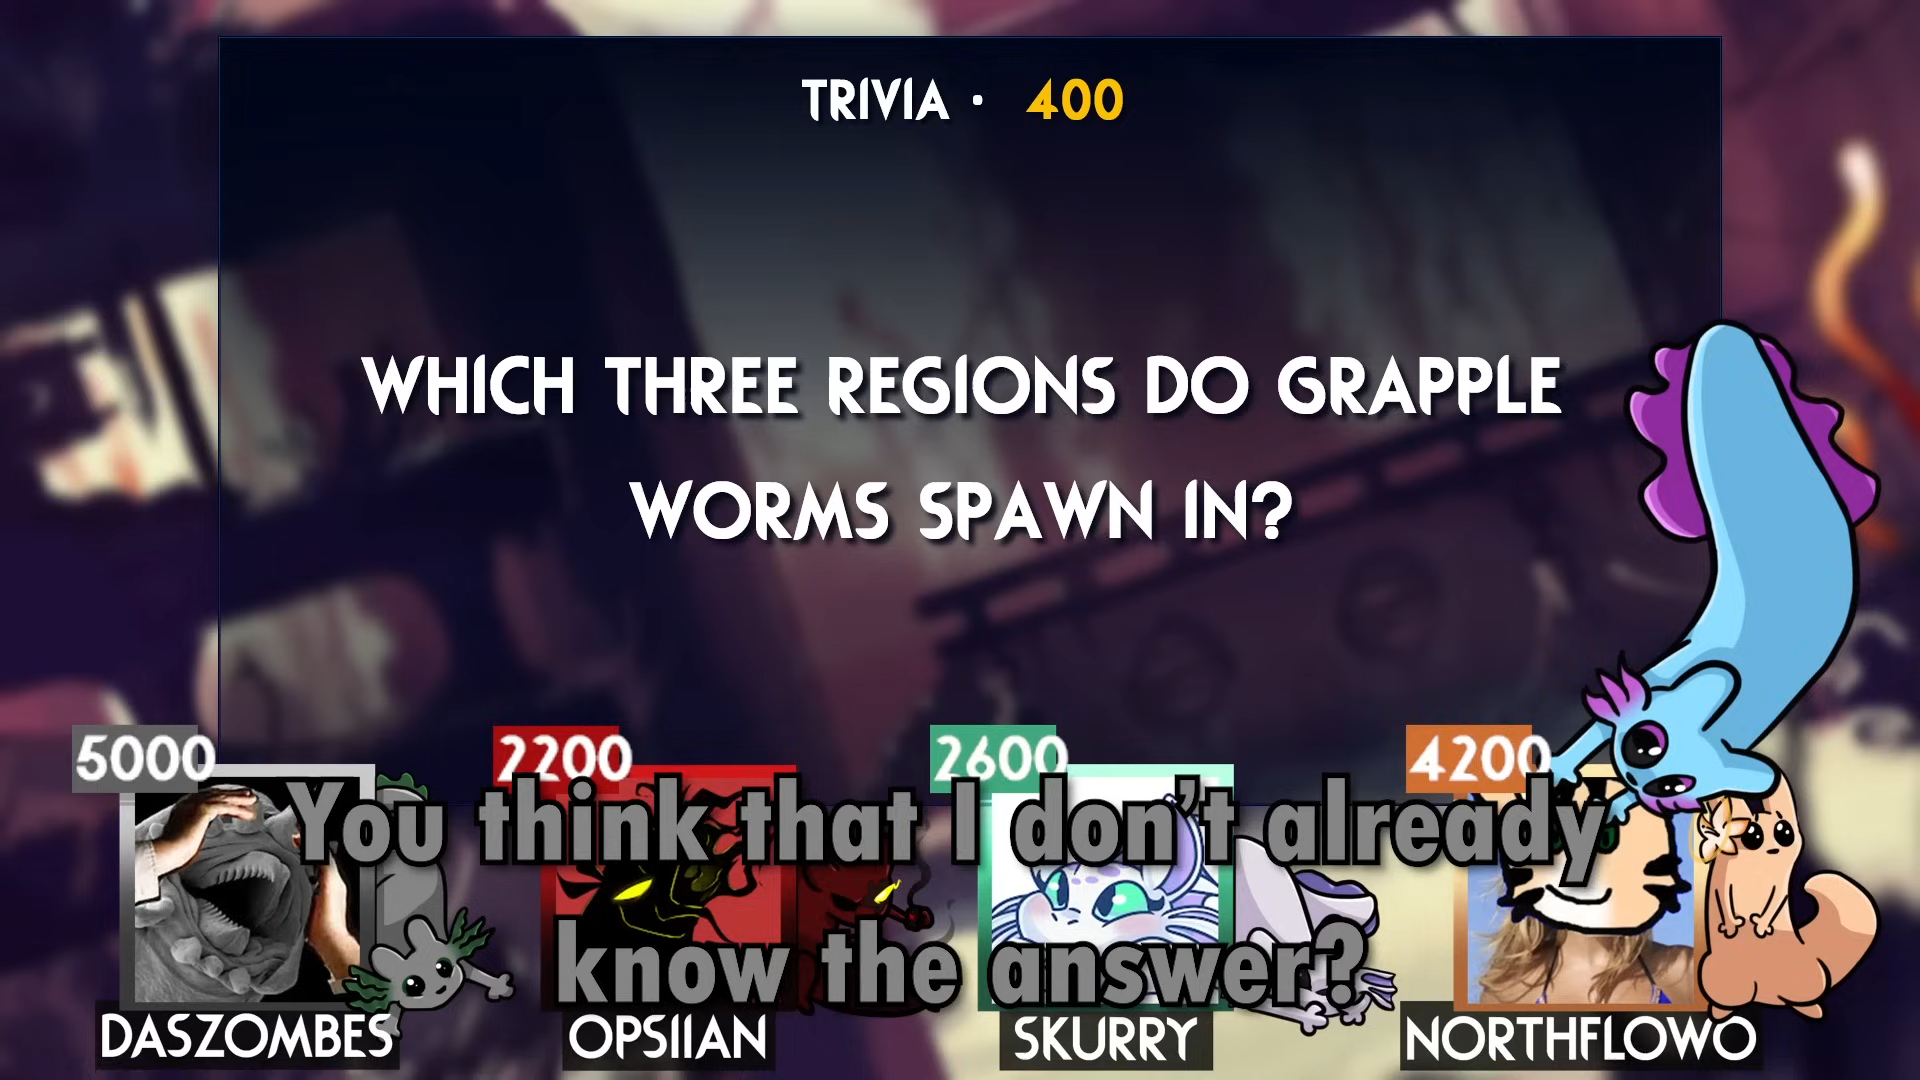 TRIVIA · 400
WHICH THREE REGIONS DO GRAPPLE
WORMS SPAWN IN?
5000
2200
2600
4200
You think that I don't already
know the answer?
DASZOMBES
OPSIIAN
SKURRY
NORTHFLOWO